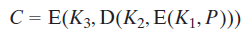 C = E(K₃, D(K₂, E(K₁, P)))